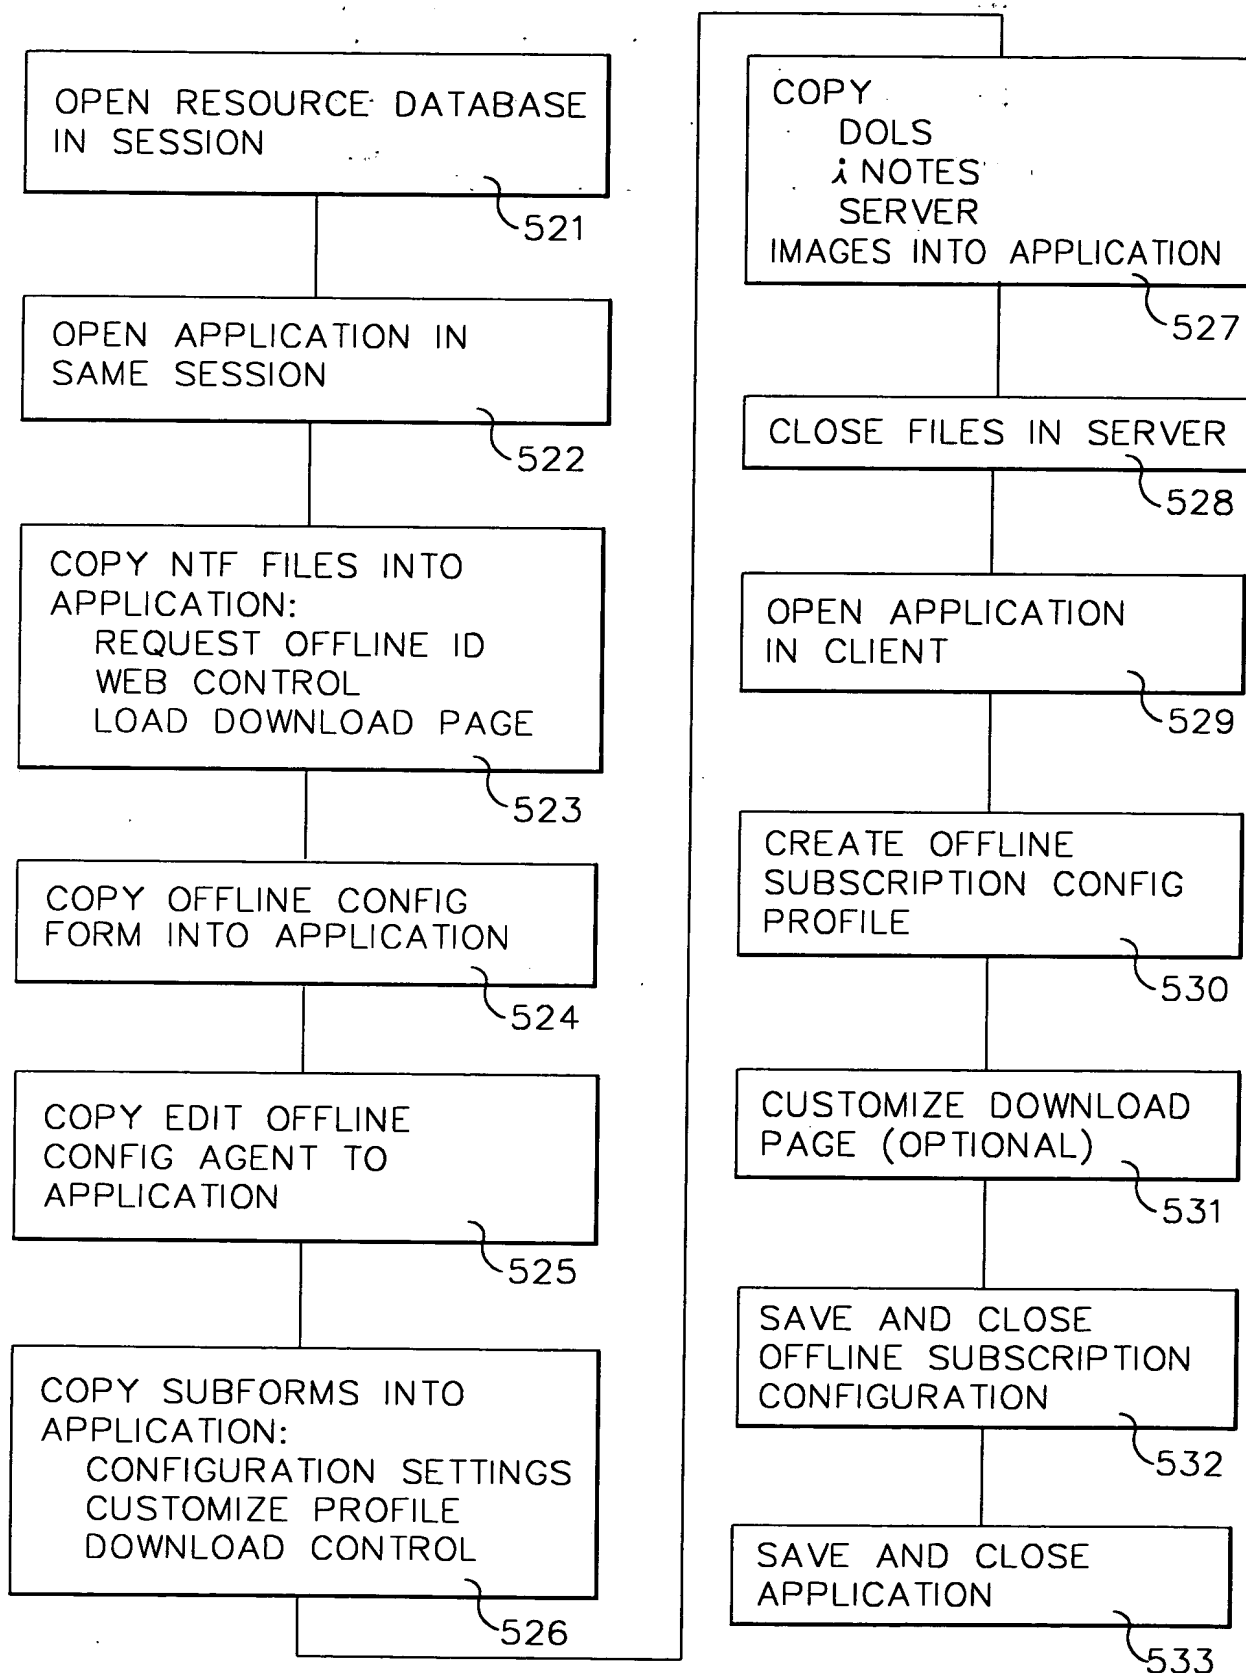 OPEN RESOURCE DATABASE
IN SESSION
521
OPEN APPLICATION IN
SAME SESSION
522
COPY NTF FILES INTO
APPLICATION:
REQUEST OFFLINE ID
WEB CONTROL
LOAD DOWNLOAD PAGE
523
COPY OFFLINE CONFIG
FORM INTO APPLICATION
524
COPY EDIT OFFLINE
CONFIG AGENT TO
APPLICATION
525
COPY SUBFORMS INTO
APPLICATION:
CONFIGURATION SETTINGS
CUSTOMIZE PROFILE
DOWNLOAD CONTROL
526
COPY
DOLS
i NOTES
SERVER
IMAGES INTO APPLICATION
527
CLOSE FILES IN SERVER
528
OPEN APPLICATION
IN CLIENT
529
CREATE OFFLINE
SUBSCRIPTION CONFIG
PROFILE
530
CUSTOMIZE DOWNLOAD
PAGE (OPTIONAL)
531
SAVE AND CLOSE
OFFLINE SUBSCRIPTION
CONFIGURATION
532
SAVE AND CLOSE
APPLICATION
533